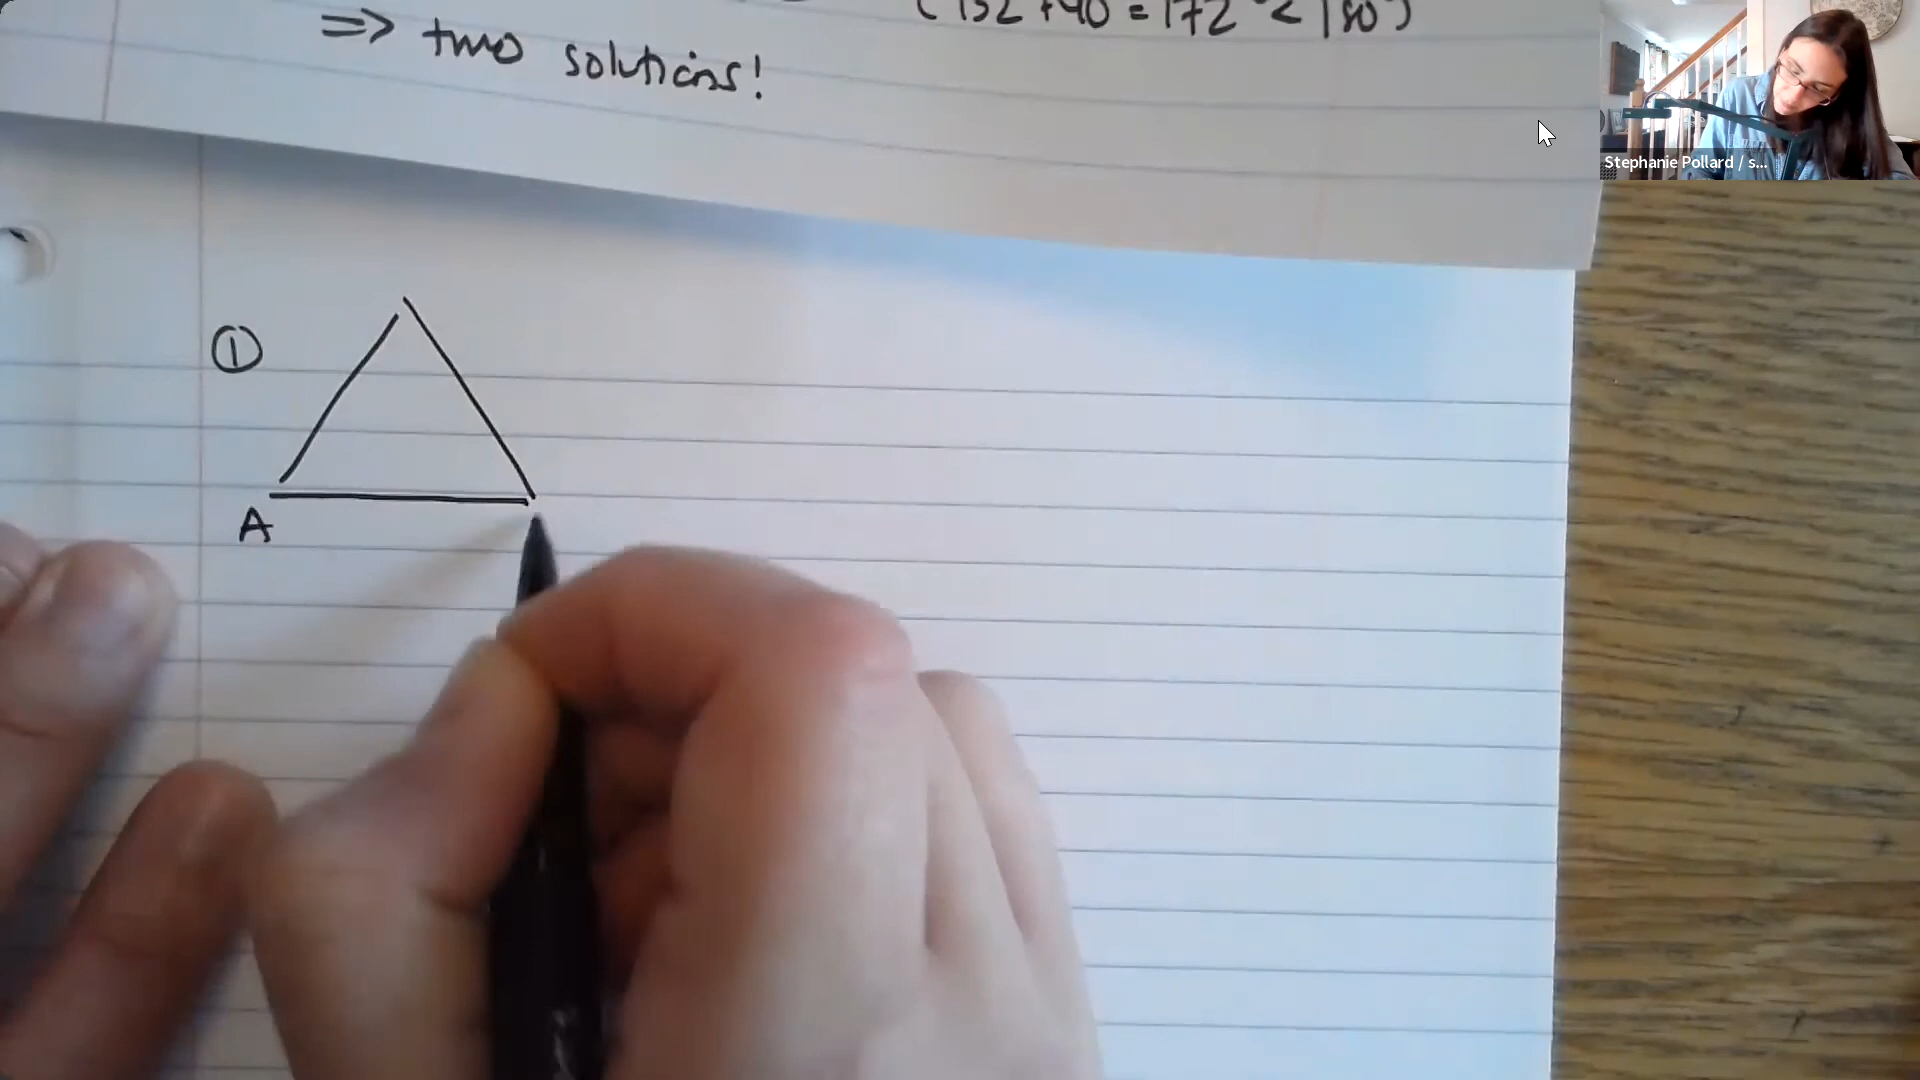 (132 + 40 = 172° < 180°)
=> two solutions!
Stephanie Pollard / s...
①
A